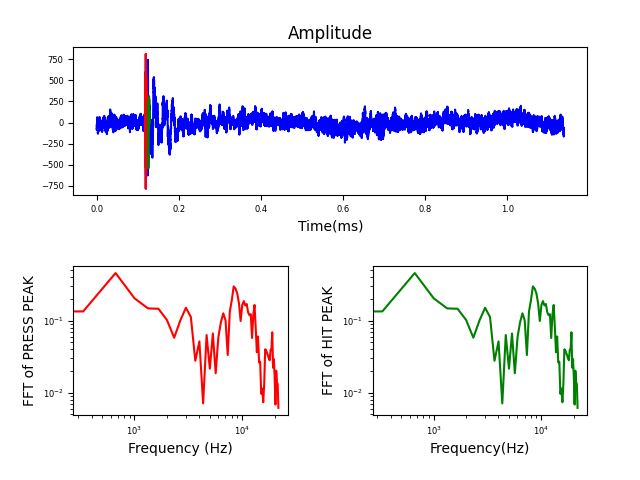 Amplitude
750
500
250
0
−250
−500
−750
0.0 0.2 0.4 0.6 0.8 1.0
Time(ms)
FFT of PRESS PEAK
10⁻¹
10⁻²
10³ 10⁴
Frequency (Hz)
FFT of HIT PEAK
10⁻¹
10⁻²
10³ 10⁴
Frequency(Hz)